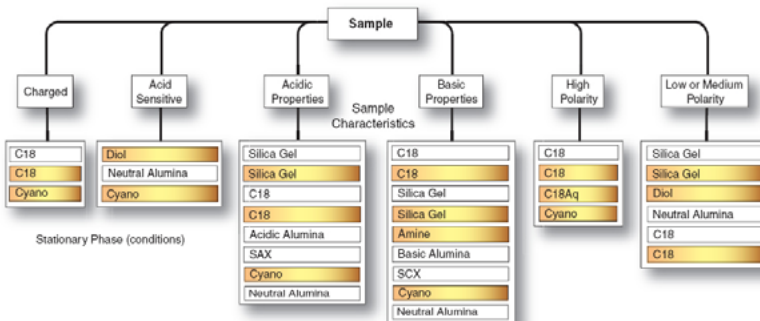 Sample
Charged
Acid
Sensitive
Acidic
Properties
Basic
Properties
High
Polarity
Low or Medium
Polarity
Sample
Characteristics
C18
C18
Cyano
Diol
Neutral Alumina
Cyano
Silica Gel
Silica Gel
C18
C18
Acidic Alumina
SAX
Cyano
Neutral Alumina
C18
C18
Silica Gel
Silica Gel
Amine
Basic Alumina
SCX
Cyano
Neutral Alumina
C18
C18
C18Aq
Cyano
Silica Gel
Silica Gel
Diol
Neutral Alumina
C18
C18
Stationary Phase (conditions)